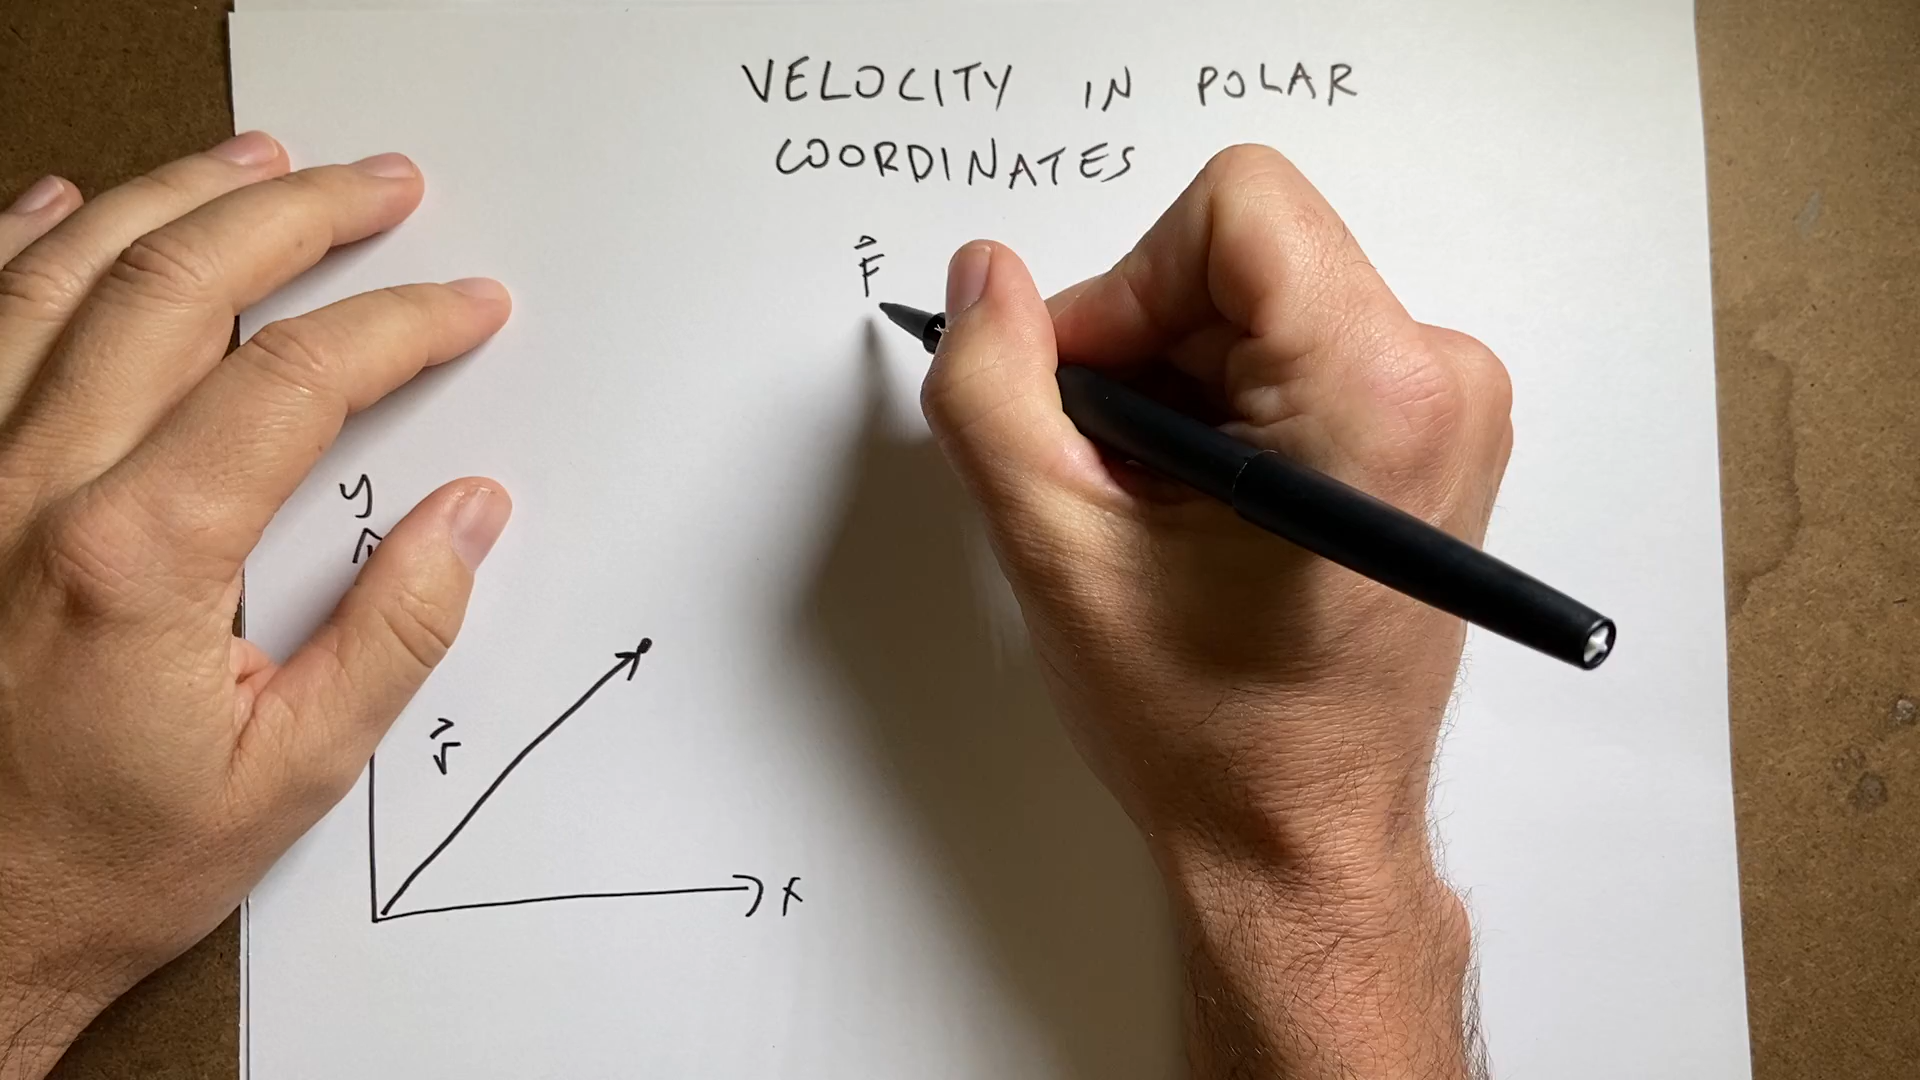 VELOCITY IN POLAR
COORDINATES
F⃗
y
r⃗
x